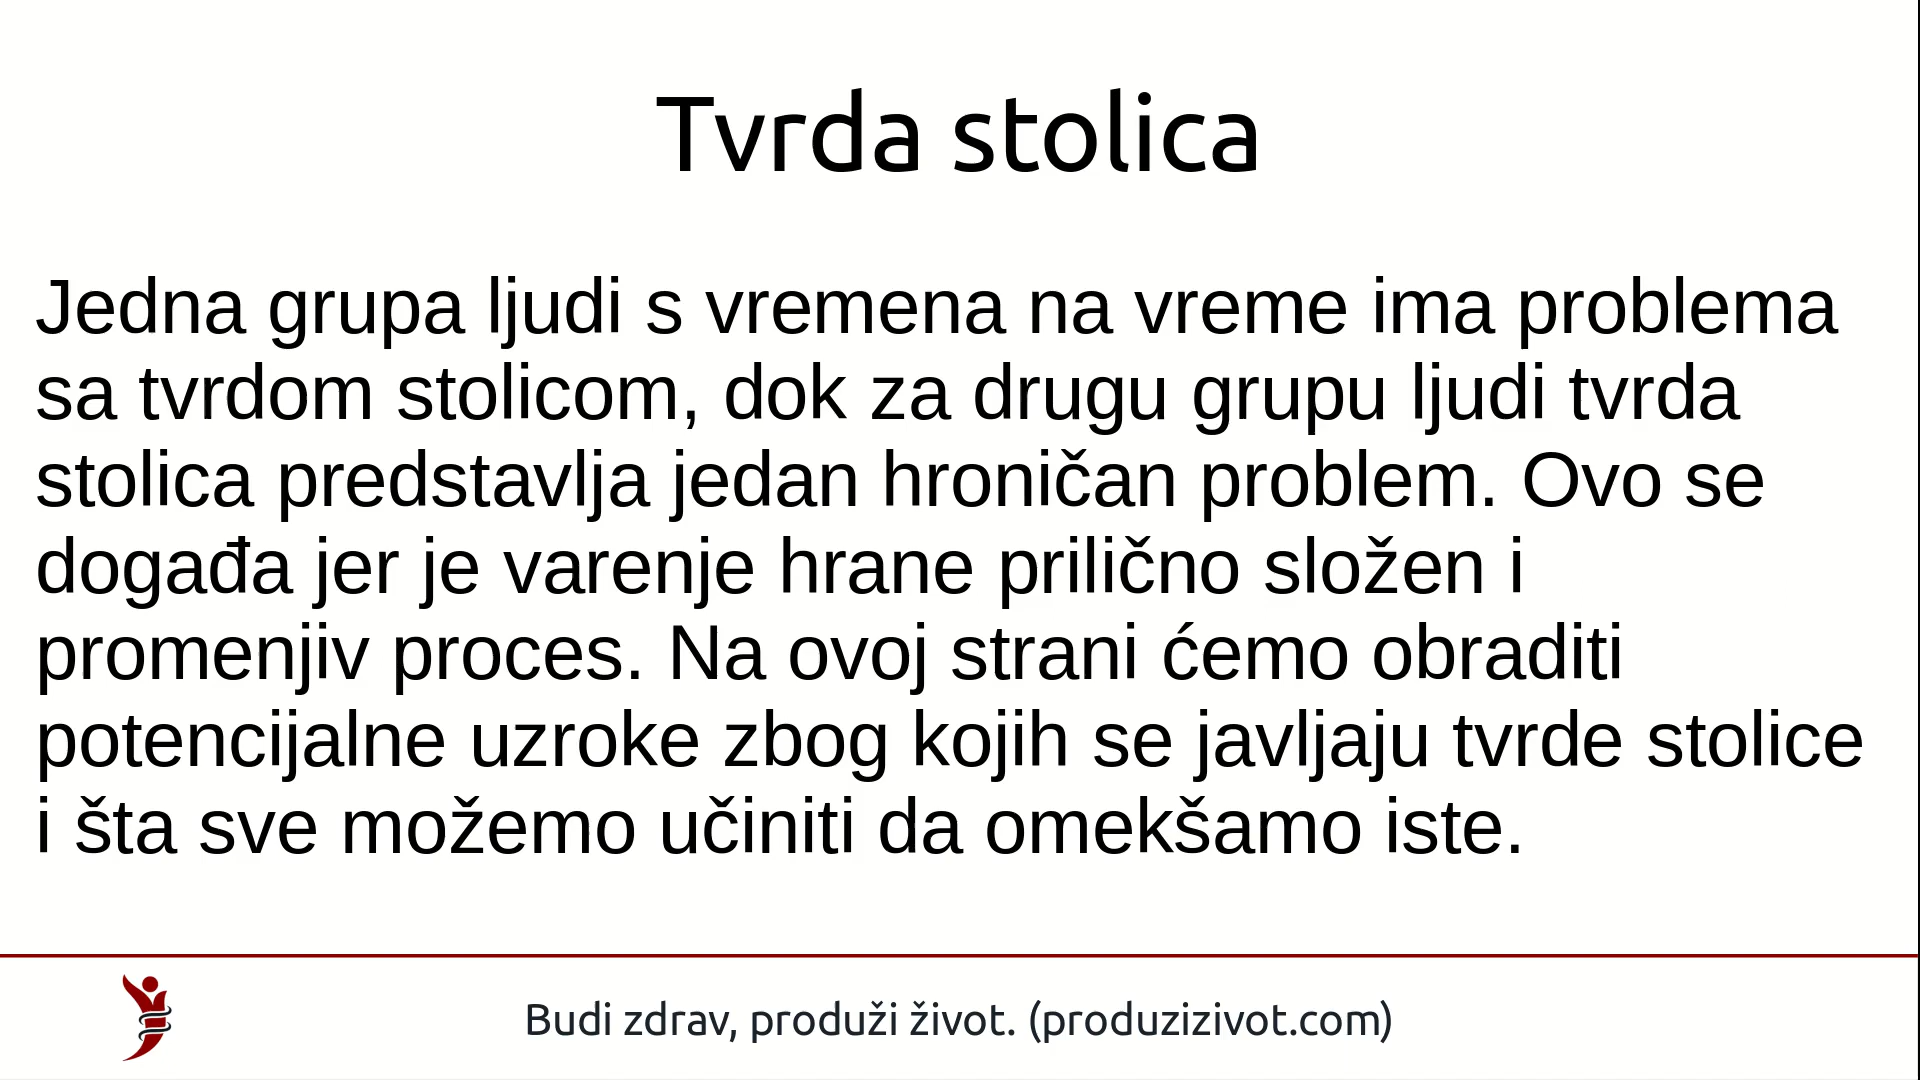 Tvrda stolica
Jedna grupa ljudi s vremena na vreme ima problema
sa tvrdom stolicom, dok za drugu grupu ljudi tvrda
stolica predstavlja jedan hroničan problem. Ovo se
događa jer je varenje hrane prilično složen i
promenjiv proces. Na ovoj strani ćemo obraditi
potencijalne uzroke zbog kojih se javljaju tvrde stolice
i šta sve možemo učiniti da omekšamo iste.
Budi zdrav, produži život. (produzizivot.com)